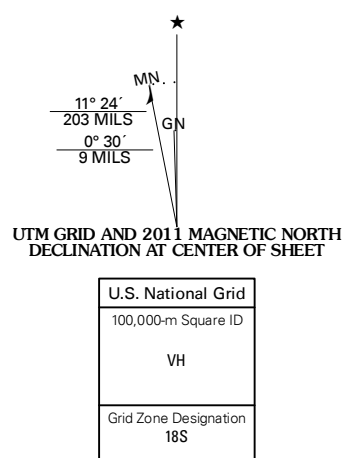 ★
MN
11° 24´
203 MILS
GN
0° 30´
9 MILS
UTM GRID AND 2011 MAGNETIC NORTH
DECLINATION AT CENTER OF SHEET
U.S. National Grid
100,000-m Square ID
VH
Grid Zone Designation
18S